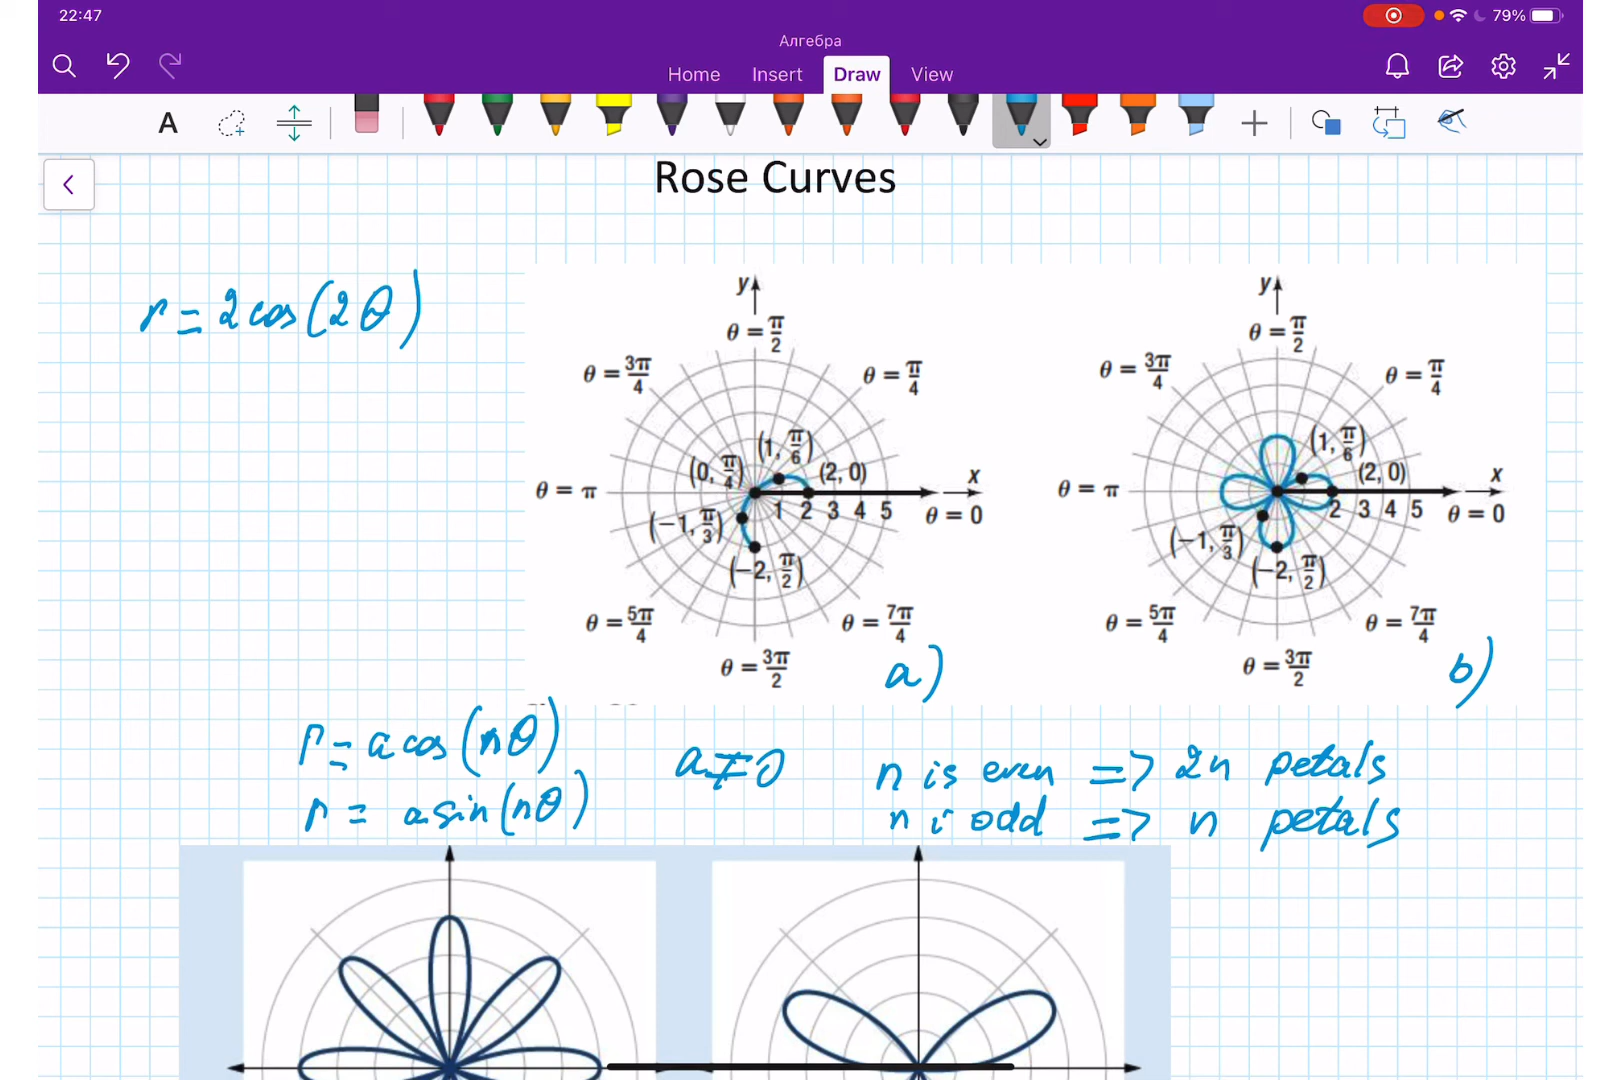 22:47
79%
Алгебра
Home Insert Draw View
A
Rose Curves
r = 2 cos (2θ)
y
θ = π/2
θ = 3π/4
θ = π/4
(1, π/6)
(0, π/4)
(2, 0)
x
θ = π
1 2 3 4 5
θ = 0
(−1, π/3)
(−2, π/2)
θ = 5π/4
θ = 7π/4
θ = 3π/2
a)
y
θ = π/2
θ = 3π/4
θ = π/4
(1, π/6)
(2, 0)
x
θ = π
2 3 4 5
θ = 0
(−1, π/3)
(−2, π/2)
θ = 5π/4
θ = 7π/4
θ = 3π/2
b)
r = a cos (nθ)
r = a sin (nθ)
a ≠ 0
n is even => 2n petals
n is odd => n petals